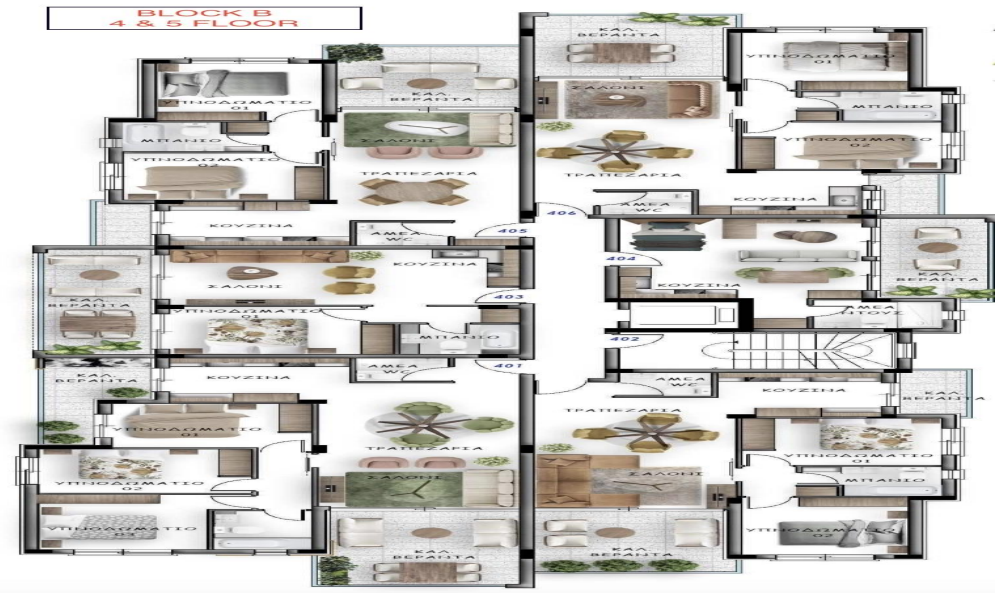 BLOCK B
4 & 5 FLOOR
ΚΑΛ.
ΒΕΡΑΝΤΑ
ΥΠΝΟΔΩΜΑΤΙΟ
01
ΚΑΛ.
ΒΕΡΑΝΤΑ
ΥΠΝΟΔΩΜΑΤΙΟ
01
ΣΑΛΟΝΙ
ΜΠΑΝΙΟ
ΜΠΑΝΙΟ
ΣΑΛΟΝΙ
ΥΠΝΟΔΩΜΑΤΙΟ
02
ΥΠΝΟΔΩΜΑΤΙΟ
02
ΤΡΑΠΕΖΑΡΙΑ
ΤΡΑΠΕΖΑΡΙΑ
ΚΟΥΖΙΝΑ
ΑΜΕΑ
WC
405
406
ΑΜΕΑ
WC
ΚΟΥΖΙΝΑ
ΚΟΥΖΙΝΑ
404
ΚΑΛ.
ΒΕΡΑΝΤΑ
ΣΑΛΟΝΙ
403
ΚΟΥΖΙΝΑ
ΚΑΛ.
ΒΕΡΑΝΤΑ
ΥΠΝΟΔΩΜΑΤΙΟ
01
ΑΜΕΑ
ΝΤΟΥΣ
ΜΠΑΝΙΟ
402
401
ΚΑΛ.
ΒΕΡΑΝΤΑ
ΚΟΥΖΙΝΑ
ΑΜΕΑ
WC
ΑΜΕΑ
WC
ΚΟΥΖΙΝΑ
ΚΑΛ.
ΒΕΡΑΝΤΑ
ΤΡΑΠΕΖΑΡΙΑ
ΥΠΝΟΔΩΜΑΤΙΟ
01
ΤΡΑΠΕΖΑΡΙΑ
ΥΠΝΟΔΩΜΑΤΙΟ
01
ΥΠΝΟΔΩΜΑΤΙΟ
02
ΣΑΛΟΝΙ
ΣΑΛΟΝΙ
ΜΠΑΝΙΟ
ΥΠΝΟΔΩΜΑΤΙΟ
03
ΥΠΝΟΔΩΜΑΤΙΟ
02
ΚΑΛ.
ΒΕΡΑΝΤΑ
ΚΑΛ.
ΒΕΡΑΝΤΑ